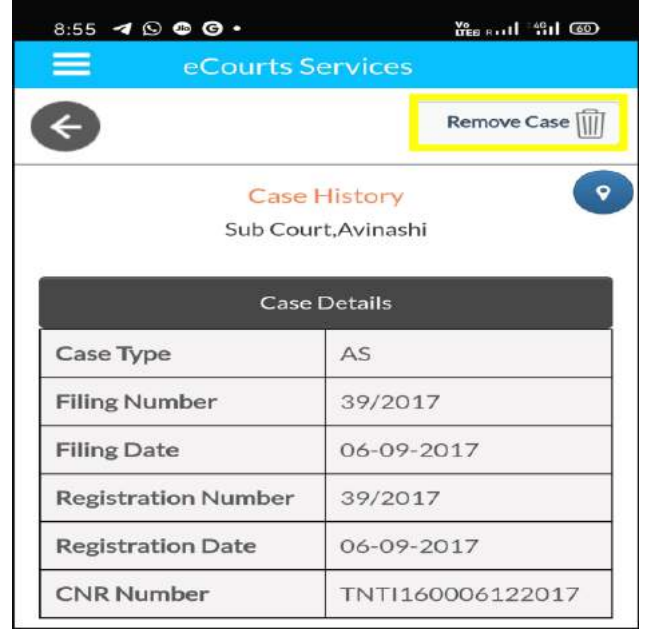 8:55
eCourts Services
Remove Case
Case History
Sub Court,Avinashi
Case Details
Case Type AS
Filing Number 39/2017
Filing Date 06-09-2017
Registration Number 39/2017
Registration Date 06-09-2017
CNR Number TNTI160006122017